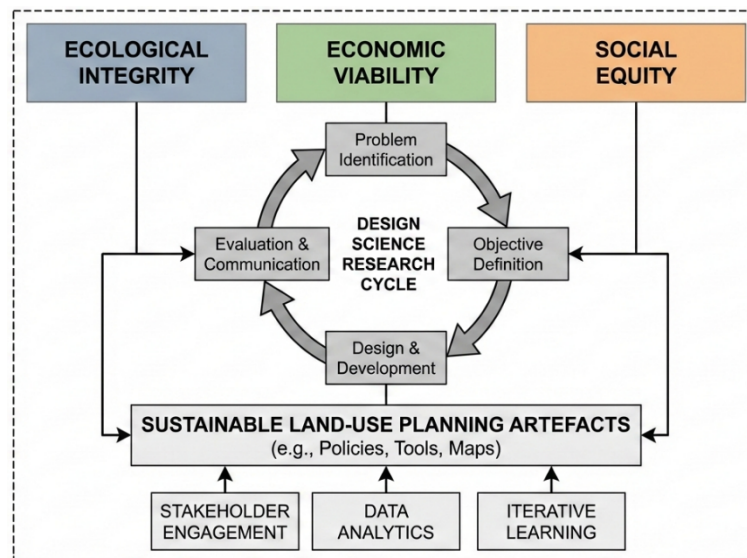 ECOLOGICAL
INTEGRITY
ECONOMIC
VIABILITY
SOCIAL
EQUITY
Problem
Identification
Evaluation &
Communication
DESIGN
SCIENCE
RESEARCH
CYCLE
Objective
Definition
Design &
Development
SUSTAINABLE LAND-USE PLANNING ARTEFACTS
(e.g., Policies, Tools, Maps)
STAKEHOLDER
ENGAGEMENT
DATA
ANALYTICS
ITERATIVE
LEARNING